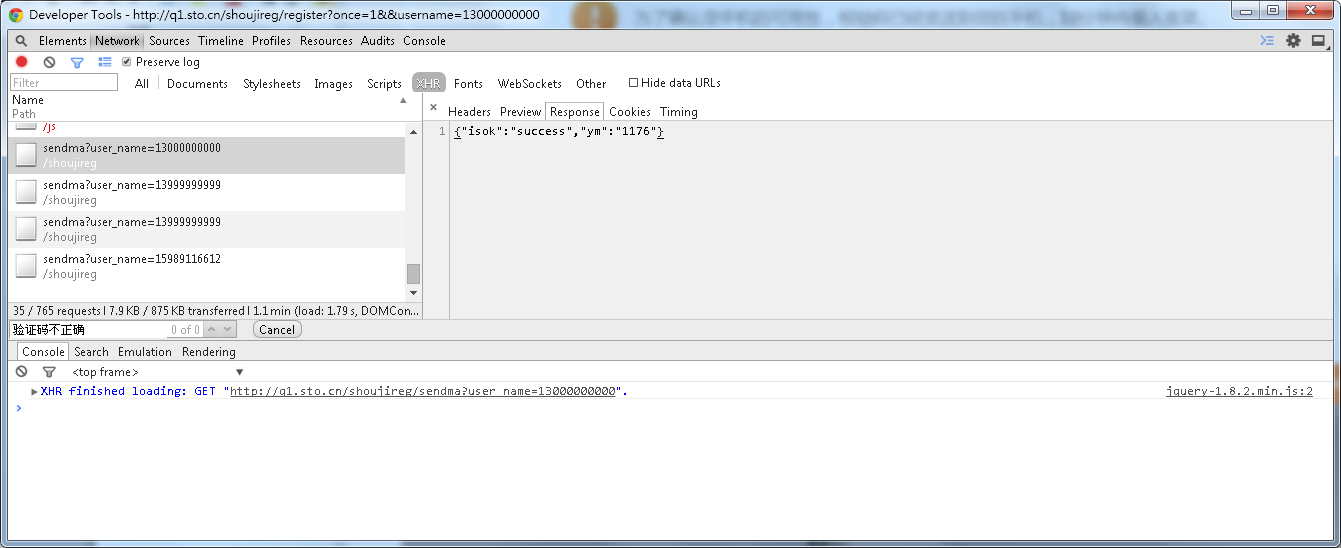 Developer Tools - http://q1.sto.cn/shoujireg/register?once=1&t&username=13000000000
Elements Network Sources Timeline Profiles Resources Audits Console
Preserve log
Filter All Documents Stylesheets Images Scripts XHR Fonts WebSockets Other Hide data URLs
Name
Path
/js
sendma?user_name=13000000000
/shoujireg
sendma?user_name=13999999999
/shoujireg
sendma?user_name=13999999999
/shoujireg
sendma?user_name=15989116612
/shoujireg
35 / 765 requests | 7.9 KB / 875 KB transferred | 1.1 min (load: 1.79 s, DOMCon...
× Headers Preview Response Cookies Timing
1 {"isok":"success","ym":"1176"}
验证码不正确 0 of 0 Cancel
Console Search Emulation Rendering
<top frame>
XHR finished loading: GET "http://q1.sto.cn/shoujireg/sendma?user_name=13000000000". jquery-1.8.2.min.js:2